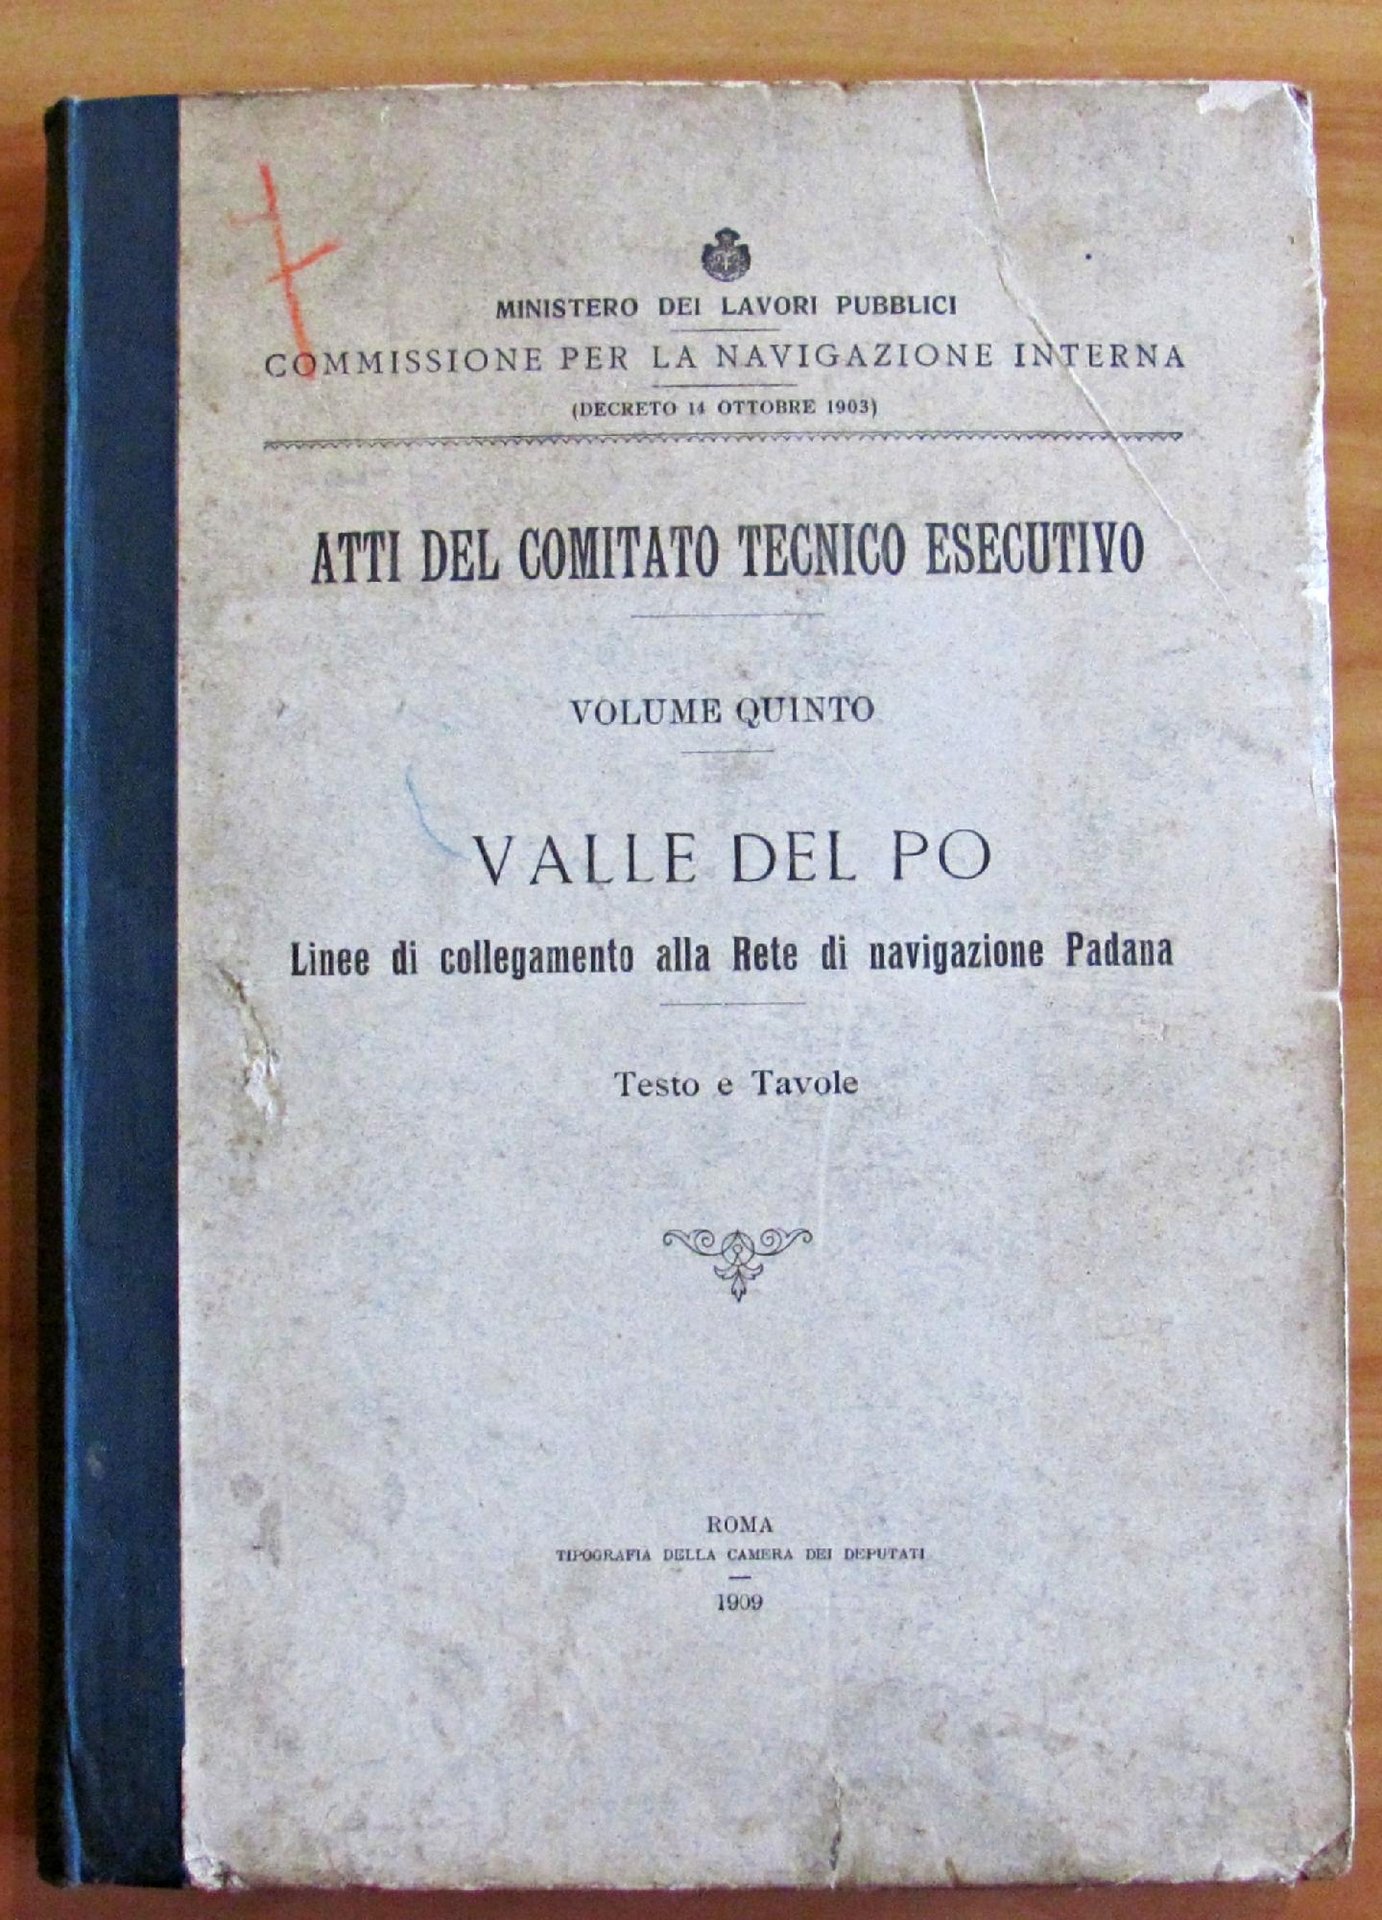 MINISTERO DEI LAVORI PUBBLICI
COMMISSIONE PER LA NAVIGAZIONE INTERNA
(DECRETO 14 OTTOBRE 1903)
ATTI DEL COMITATO TECNICO ESECUTIVO
VOLUME QUINTO
VALLE DEL PO
Linee di collegamento alla Rete di navigazione Padana
Testo e Tavole
ROMA
TIPOGRAFIA DELLA CAMERA DEI DEPUTATI
1909